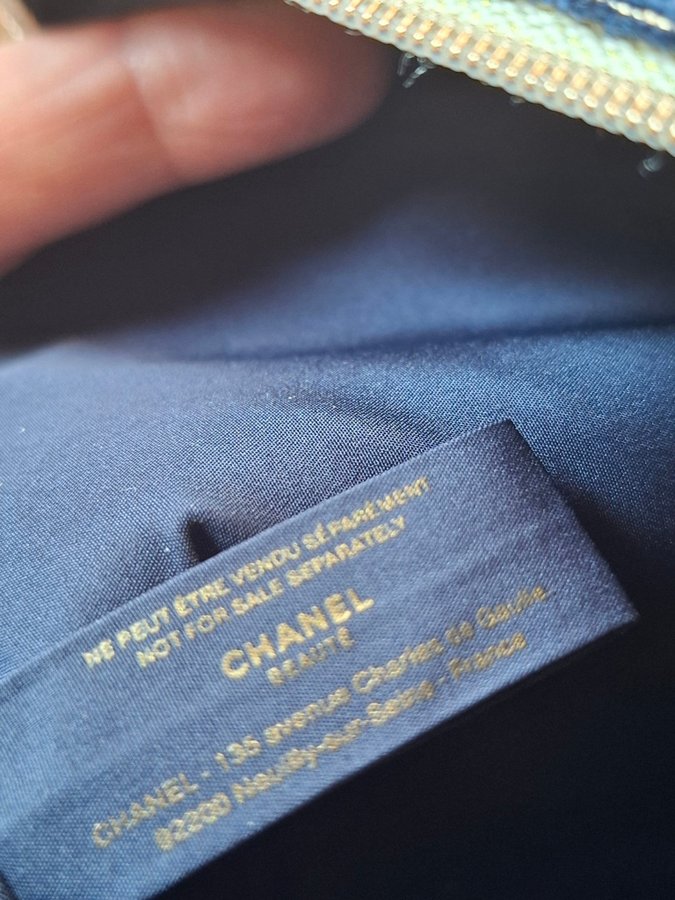 NE PEUT ÊTRE VENDU SÉPARÉMENT
NOT FOR SALE SEPARATELY
CHANEL
BEAUTÉ
CHANEL - 135 avenue Charles de Gaulle
92200 Neuilly-sur-Seine - France